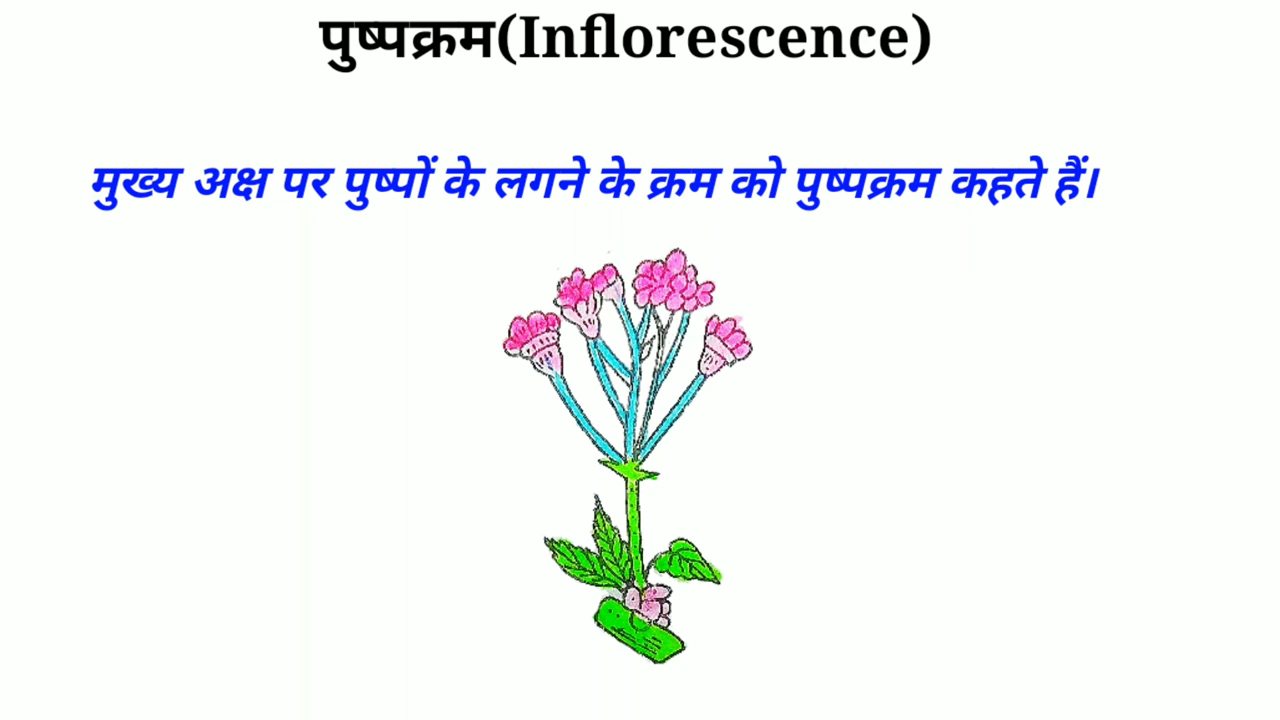 पुष्पक्रम(Inflorescence)
मुख्य अक्ष पर पुष्पों के लगने के क्रम को पुष्पक्रम कहते हैं।